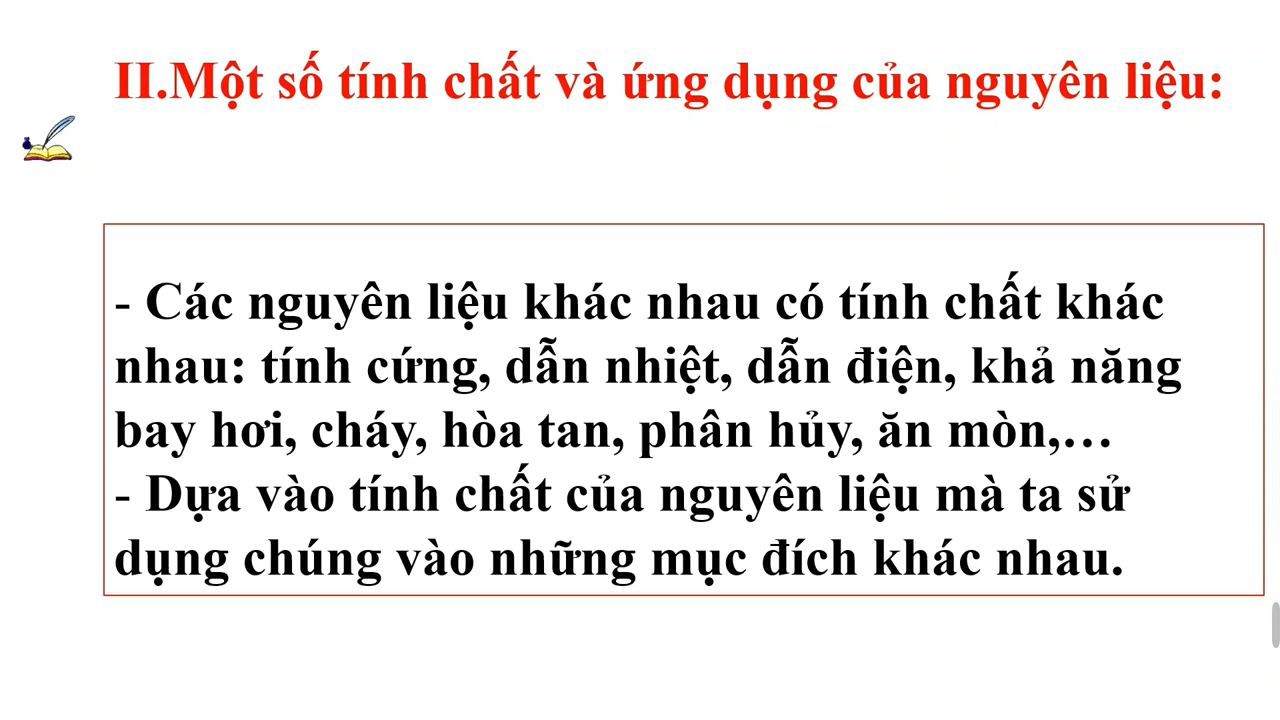 II.Một số tính chất và ứng dụng của nguyên liệu:
- Các nguyên liệu khác nhau có tính chất khác
nhau: tính cứng, dẫn nhiệt, dẫn điện, khả năng
bay hơi, cháy, hòa tan, phân hủy, ăn mòn,…
- Dựa vào tính chất của nguyên liệu mà ta sử
dụng chúng vào những mục đích khác nhau.